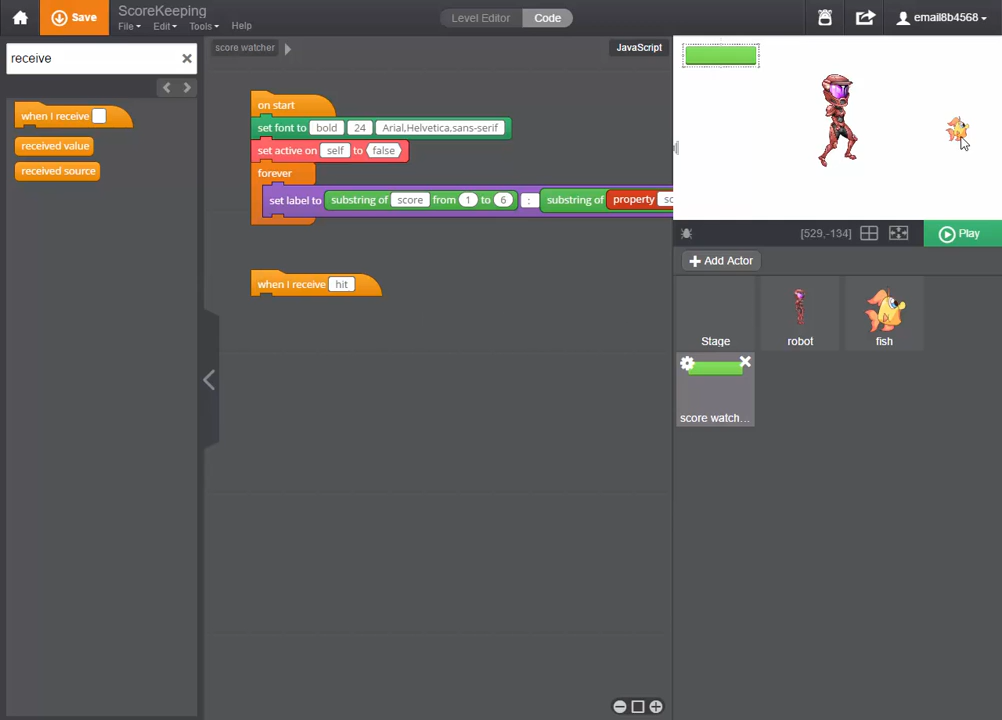 Save
ScoreKeeping
File Edit Tools Help
Level Editor Code
email8b4568
receive
score watcher
JavaScript
when I receive
received value
received source
on start
set font to bold 24 Arial,Helvetica,sans-serif
set active on self to false
forever
set label to substring of score from 1 to 6 : substring of property sc
when I receive hit
[529,-134] Play
Add Actor
Stage robot fish
score watch...